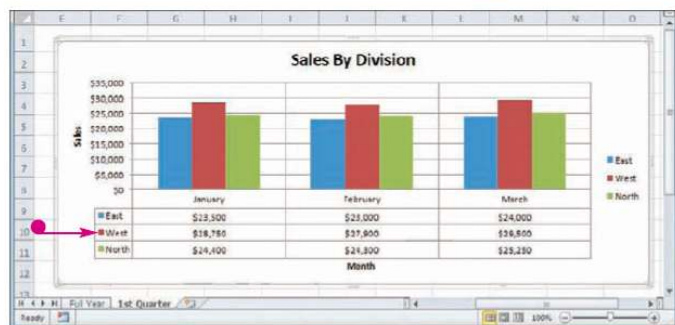 E F G H I J K L M N O
1
2
3
4
5
6
7
8
9
10
11
12
13
Sales By Division
$35,000
$30,000
$25,000
$20,000
$15,000
$10,000
$5,000
$0
Sales
January February March
East $23,500 $23,000 $24,000
West $28,750 $27,900 $29,500
North $24,400 $24,300 $25,250
Month
East
West
North
Full Year 1st Quarter
Ready 100%